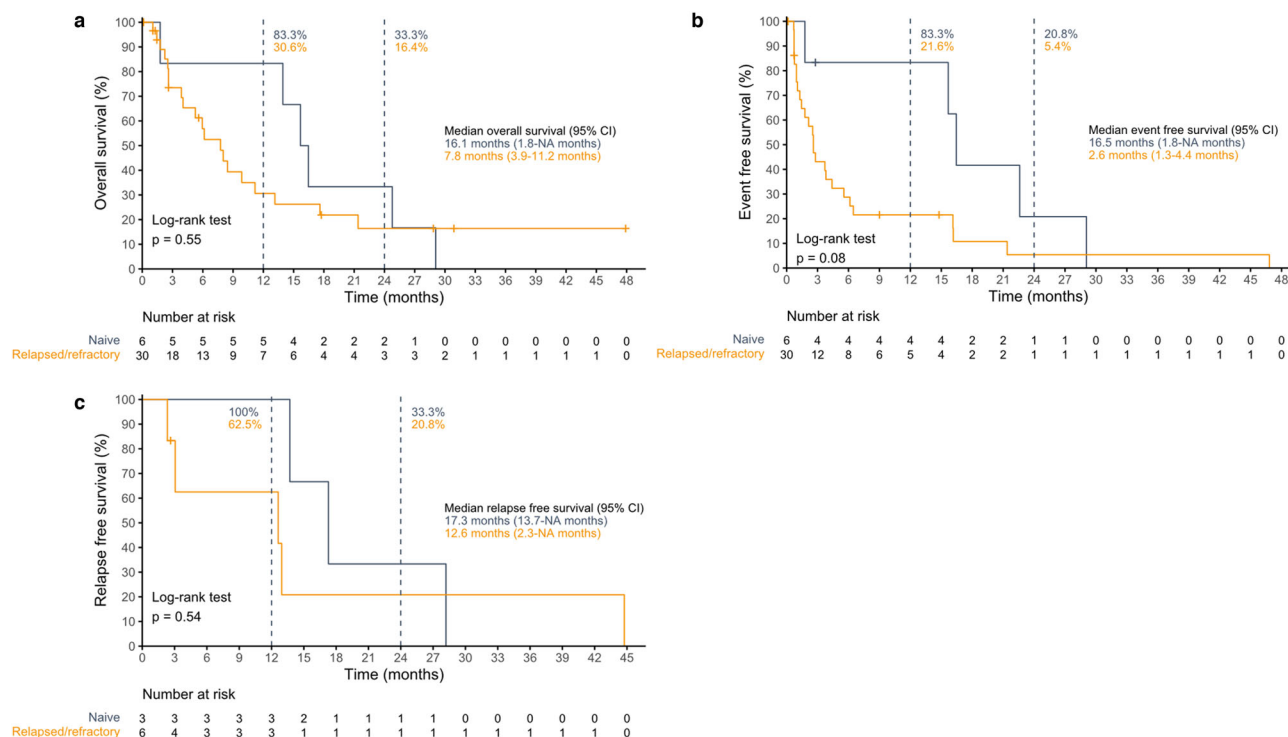 a
100
90
80
70
60
50
40
30
20
10
0
Overall survival (%)
83.3%
30.6%
33.3%
16.4%
Median overall survival (95% CI)
16.1 months (1.8-NA months)
7.8 months (3.9-11.2 months)
Log-rank test
p = 0.55
0 3 6 9 12 15 18 21 24 27 30 33 36 39 42 45 48
Time (months)
Number at risk
Naive 6 5 5 5 5 4 2 2 2 1 0 0 0 0 0 0 0
Relapsed/refractory 30 18 13 9 7 6 4 4 3 3 2 1 1 1 1 1 0
b
100
90
80
70
60
50
40
30
20
10
0
Event free survival (%)
83.3%
21.6%
20.8%
5.4%
Median event free survival (95% CI)
16.5 months (1.8-NA months)
2.6 months (1.3-4.4 months)
Log-rank test
p = 0.08
0 3 6 9 12 15 18 21 24 27 30 33 36 39 42 45 48
Time (months)
Number at risk
Naive 6 4 4 4 4 4 2 2 1 1 0 0 0 0 0 0 0
Relapsed/refractory 30 12 8 6 5 4 2 2 1 1 1 1 1 1 1 1 0
c
100
90
80
70
60
50
40
30
20
10
0
Relapse free survival (%)
100%
62.5%
33.3%
20.8%
Median relapse free survival (95% CI)
17.3 months (13.7-NA months)
12.6 months (2.3-NA months)
Log-rank test
p = 0.54
0 3 6 9 12 15 18 21 24 27 30 33 36 39 42 45
Time (months)
Number at risk
Naive 3 3 3 3 3 2 1 1 1 1 0 0 0 0 0 0
Relapsed/refractory 6 4 3 3 3 1 1 1 1 1 1 1 1 1 1 0